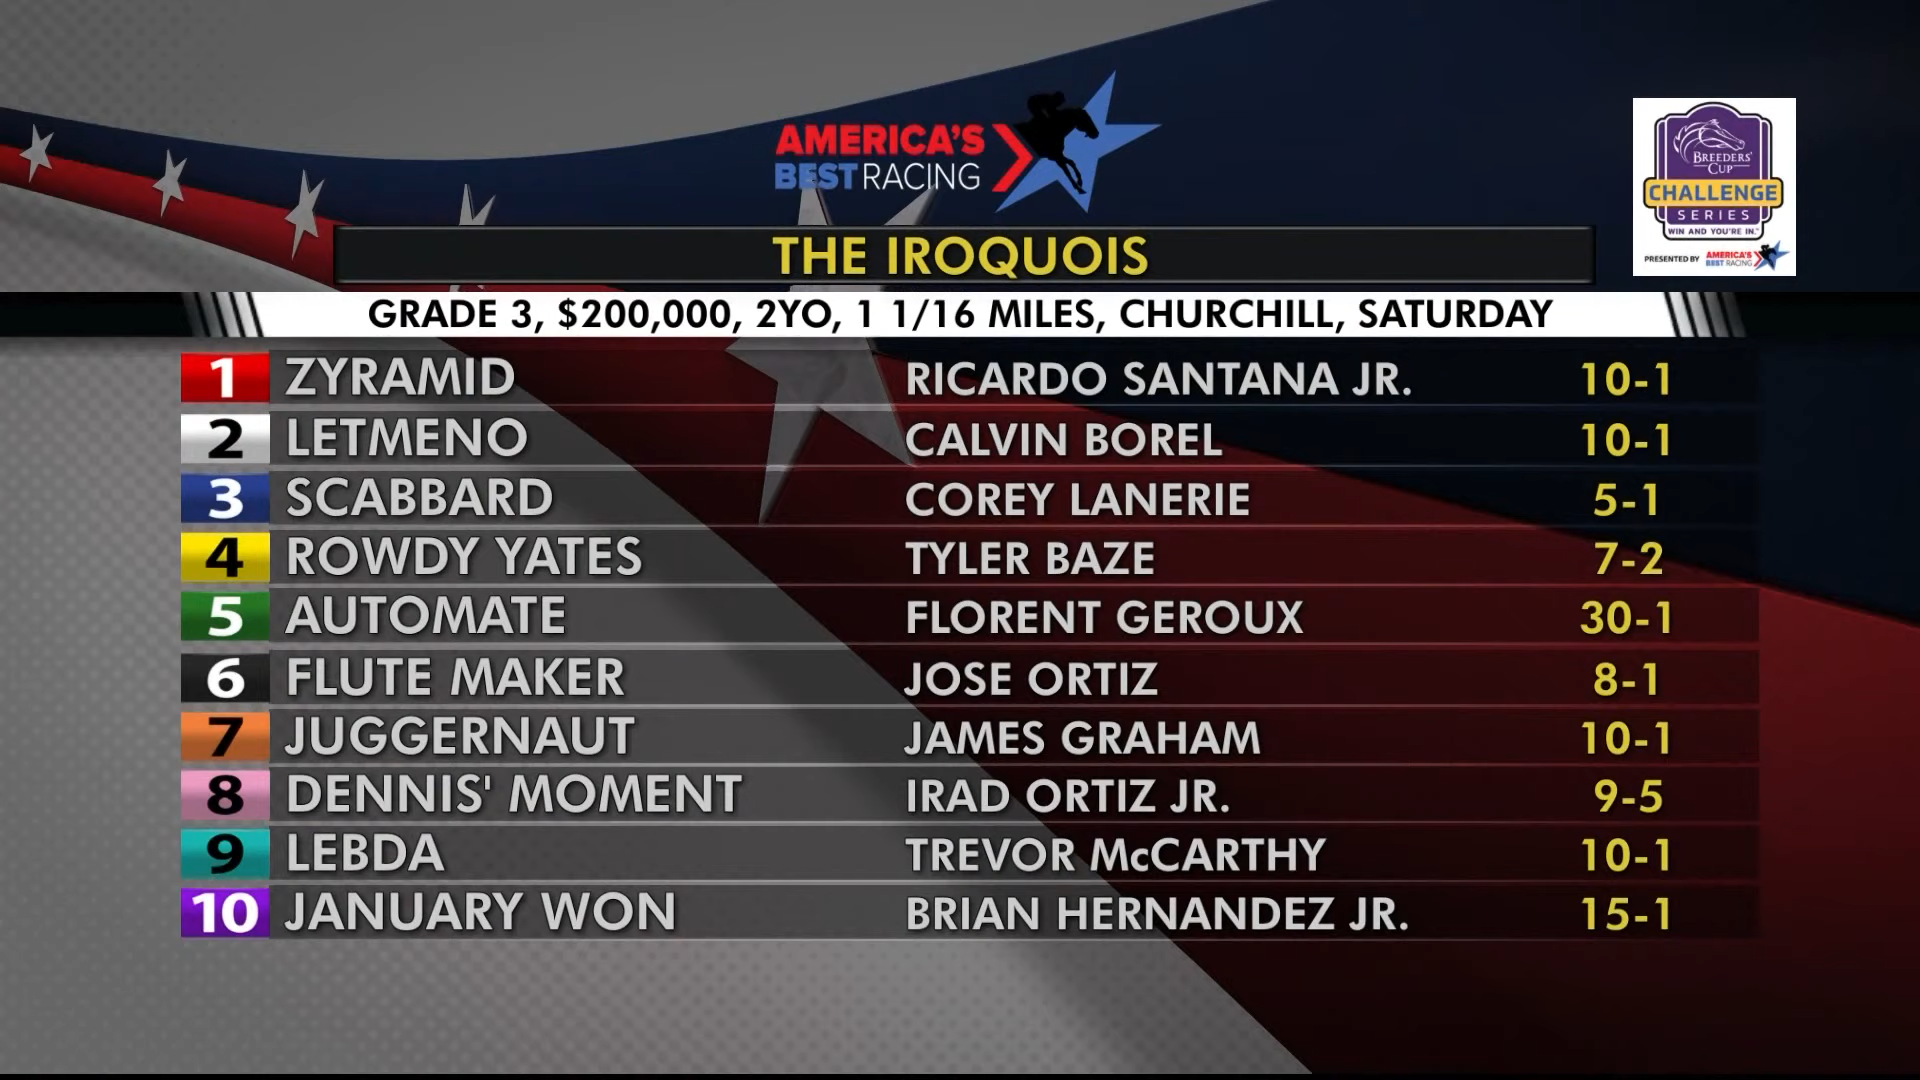 AMERICA'S
BEST RACING
BREEDERS'
CUP
CHALLENGE
SERIES
WIN AND YOU'RE IN.™
PRESENTED BY AMERICA'S
BEST RACING
THE IROQUOIS
GRADE 3, $200,000, 2YO, 1 1/16 MILES, CHURCHILL, SATURDAY
1 ZYRAMID RICARDO SANTANA JR. 10-1
2 LETMENO CALVIN BOREL 10-1
3 SCABBARD COREY LANERIE 5-1
4 ROWDY YATES TYLER BAZE 7-2
5 AUTOMATE FLORENT GEROUX 30-1
6 FLUTE MAKER JOSE ORTIZ 8-1
7 JUGGERNAUT JAMES GRAHAM 10-1
8 DENNIS' MOMENT IRAD ORTIZ JR. 9-5
9 LEBDA TREVOR McCARTHY 10-1
10 JANUARY WON BRIAN HERNANDEZ JR. 15-1